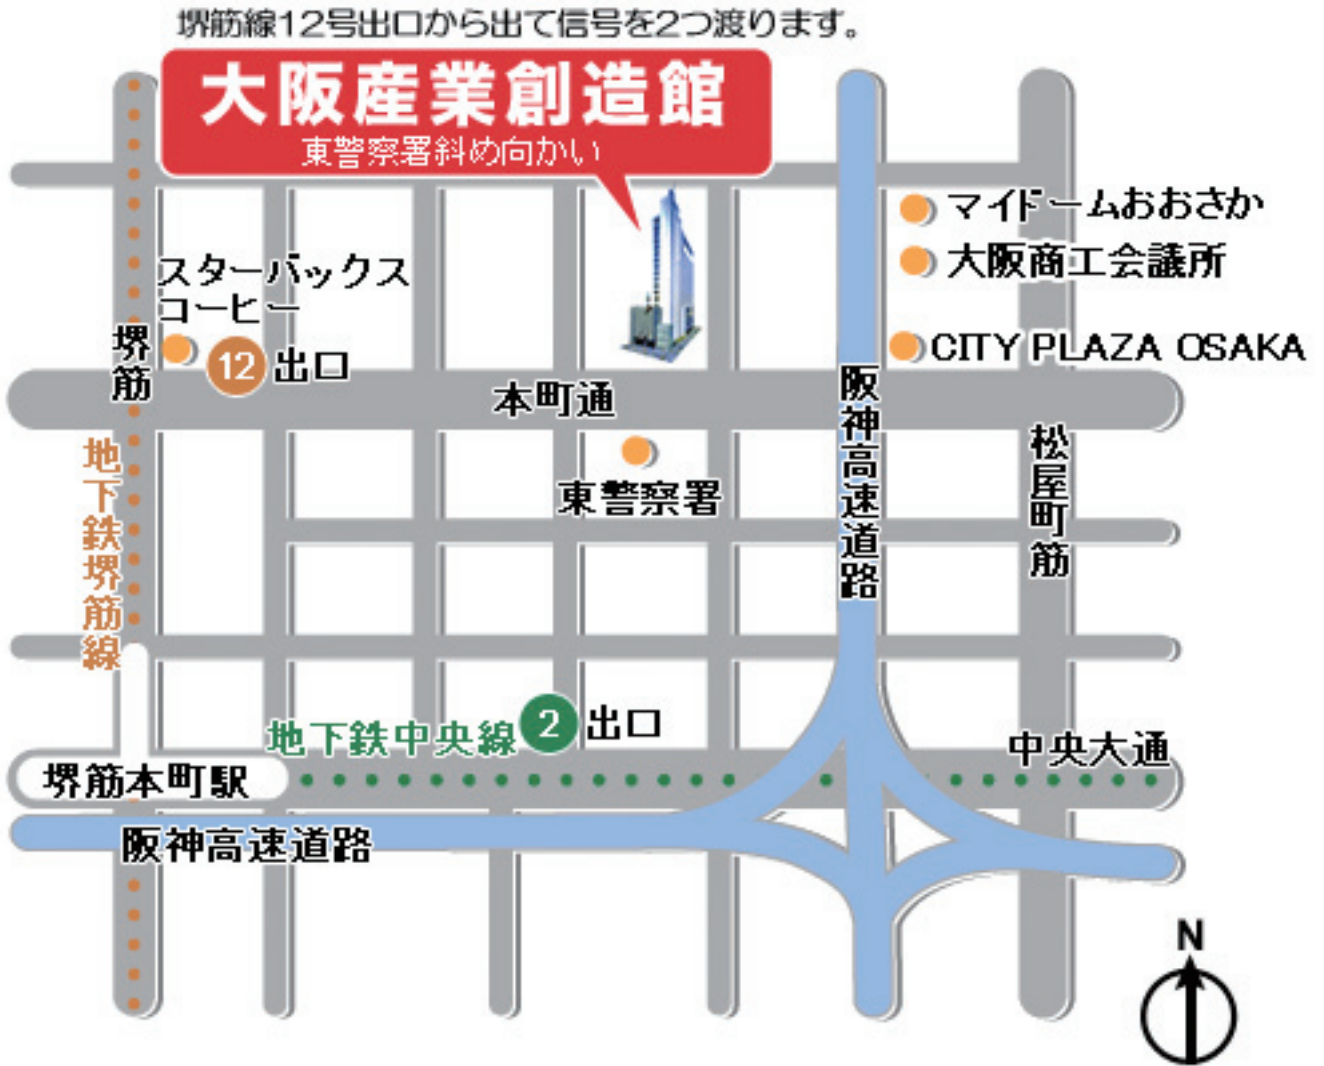 堺筋線12号出口から出て信号を2つ渡ります。
大阪産業創造館
東警察署斜め向かい
マイドームおおさか
大阪商工会議所
スターバックス
コーヒー
堺筋
12 出口
CITY PLAZA OSAKA
本町通
阪神高速道路
松屋町筋
地下鉄堺筋線
東警察署
地下鉄中央線
2 出口
中央大通
堺筋本町駅
阪神高速道路
N